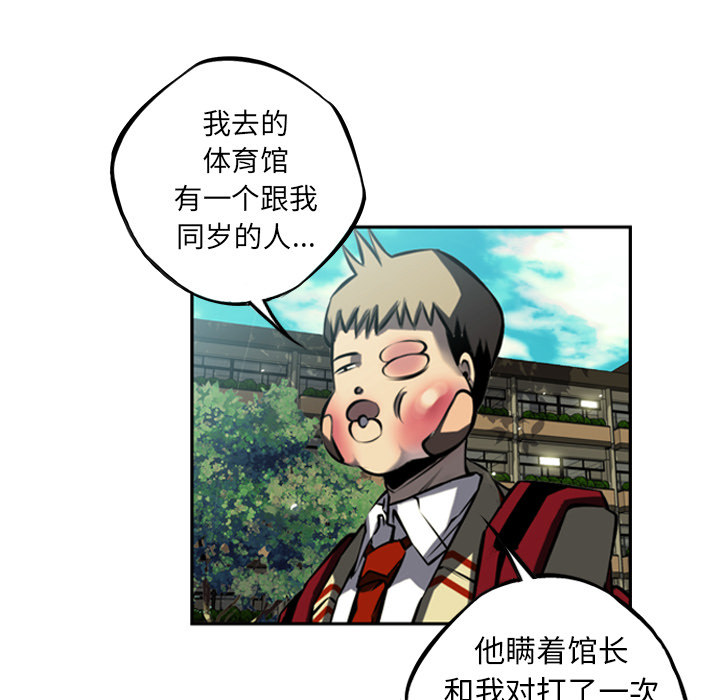 我去的
体育馆
有一个跟我
同岁的人...
他瞒着馆长
和我对打了一次